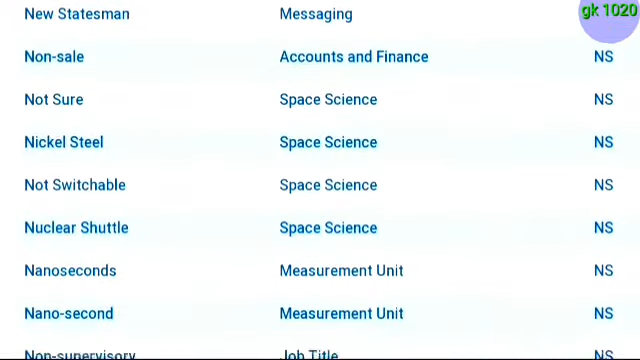 New Statesman Messaging gk 1020
Non-sale Accounts and Finance NS
Not Sure Space Science NS
Nickel Steel Space Science NS
Not Switchable Space Science NS
Nuclear Shuttle Space Science NS
Nanoseconds Measurement Unit NS
Nano-second Measurement Unit NS
Non-supervisory Job Title NS